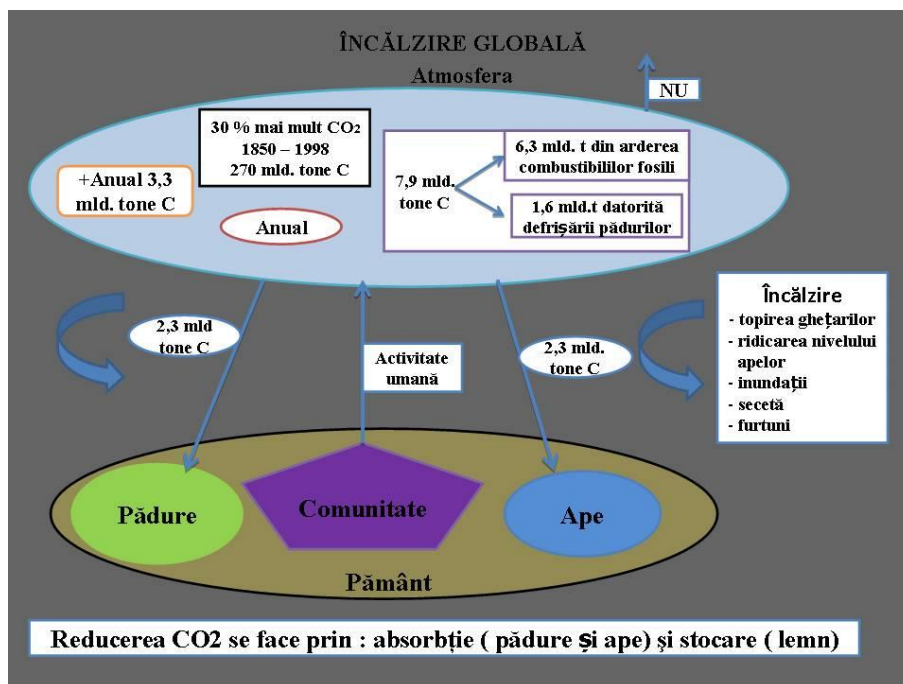 ÎNCĂLZIRE GLOBALĂ
Atmosfera
NU
30 % mai mult CO₂
1850 – 1998
270 mld. tone C
+Anual 3,3
mld. tone C
Anual
7,9 mld.
tone C
6,3 mld. t din arderea
combustibililor fosili
1,6 mld.t datorită
defrișării pădurilor
2,3 mld
tone C
Activitate
umană
2,3 mld.
tone C
Încălzire
- topirea ghețarilor
- ridicarea nivelului
apelor
- inundații
- secetă
- furtuni
Pădure
Comunitate
Ape
Pământ
Reducerea CO2 se face prin : absorbție ( pădure și ape) şi stocare ( lemn)